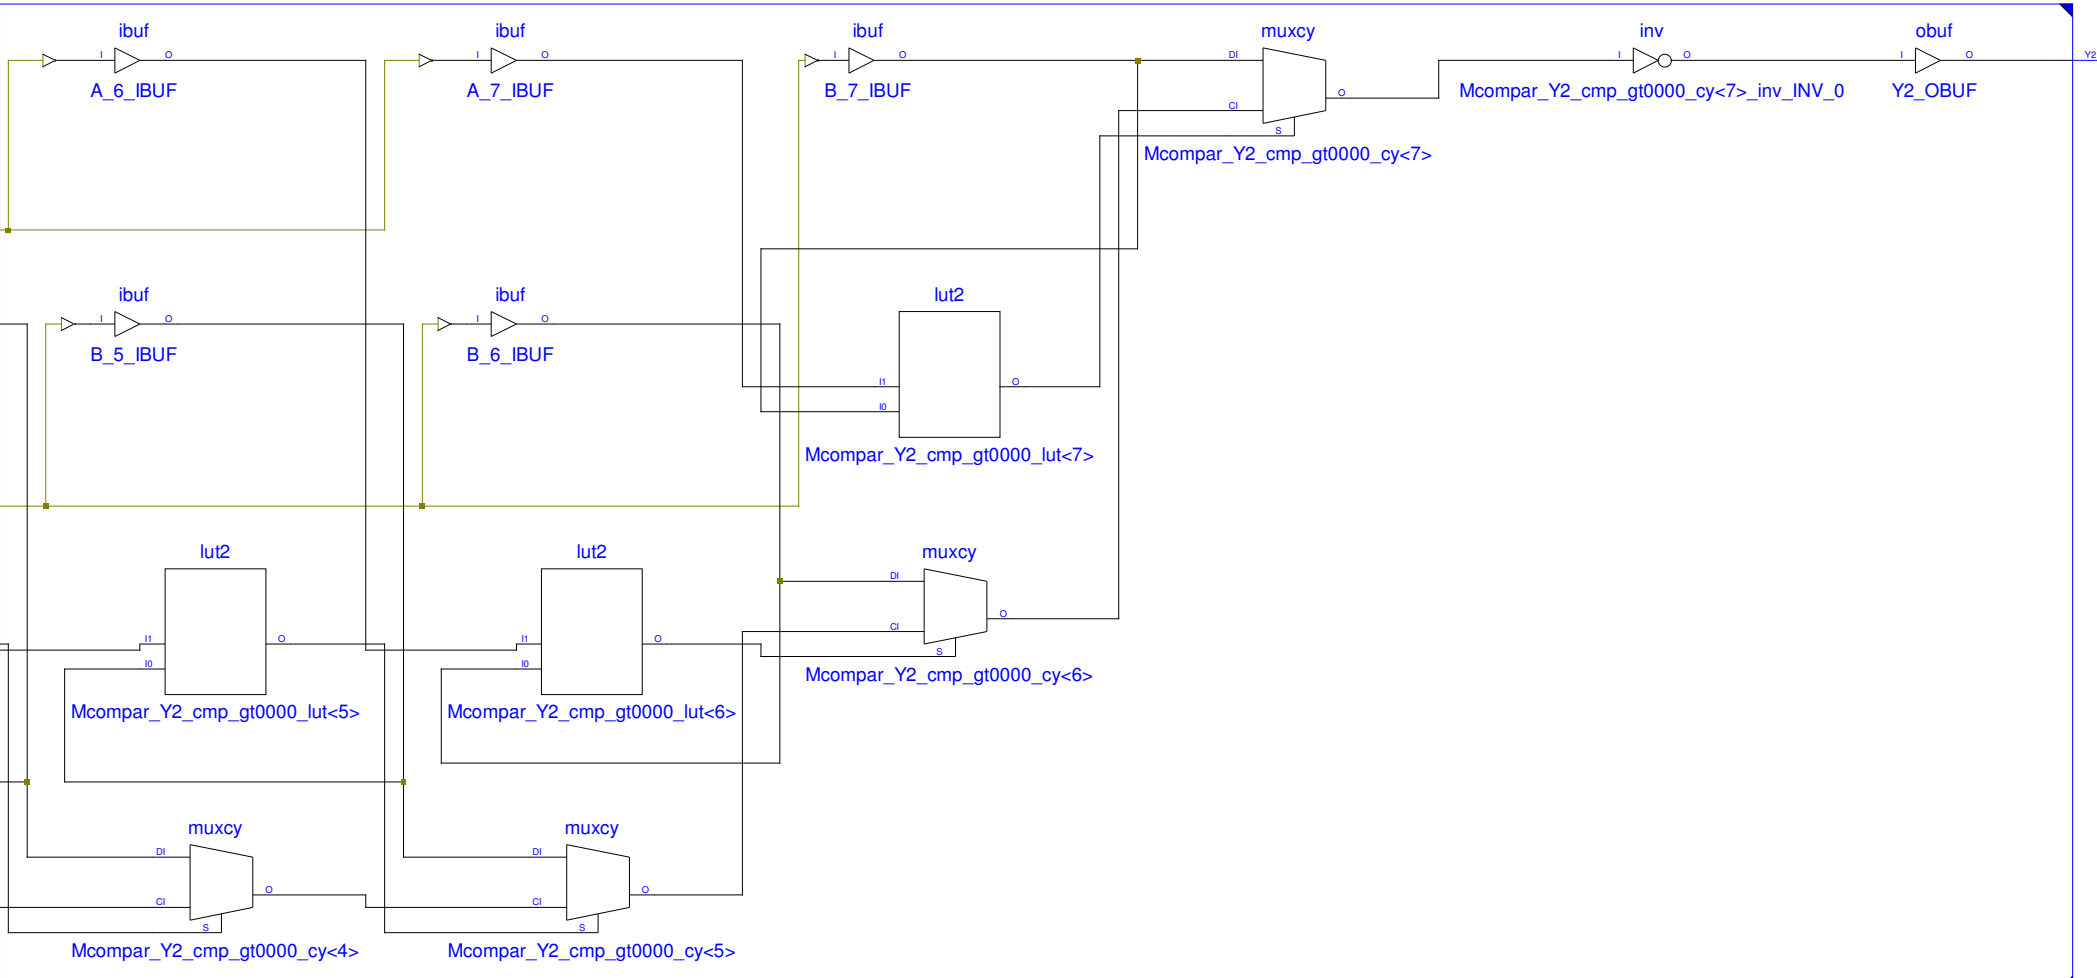 ibuf
ibuf
ibuf
muxcy
inv
obuf
I
O
I
O
I
O
DI
I
O
I
O
Y2
A_6_IBUF
A_7_IBUF
B_7_IBUF
O
Mcompar_Y2_cmp_gt0000_cy<7>_inv_INV_0
Y2_OBUF
CI
S
Mcompar_Y2_cmp_gt0000_cy<7>
ibuf
ibuf
lut2
I
O
I
O
B_5_IBUF
B_6_IBUF
I1
O
I0
Mcompar_Y2_cmp_gt0000_lut<7>
lut2
lut2
muxcy
DI
O
CI
I1
O
I1
O
S
I0
I0
Mcompar_Y2_cmp_gt0000_cy<6>
Mcompar_Y2_cmp_gt0000_lut<5>
Mcompar_Y2_cmp_gt0000_lut<6>
muxcy
muxcy
DI
DI
O
O
CI
CI
S
S
Mcompar_Y2_cmp_gt0000_cy<4>
Mcompar_Y2_cmp_gt0000_cy<5>